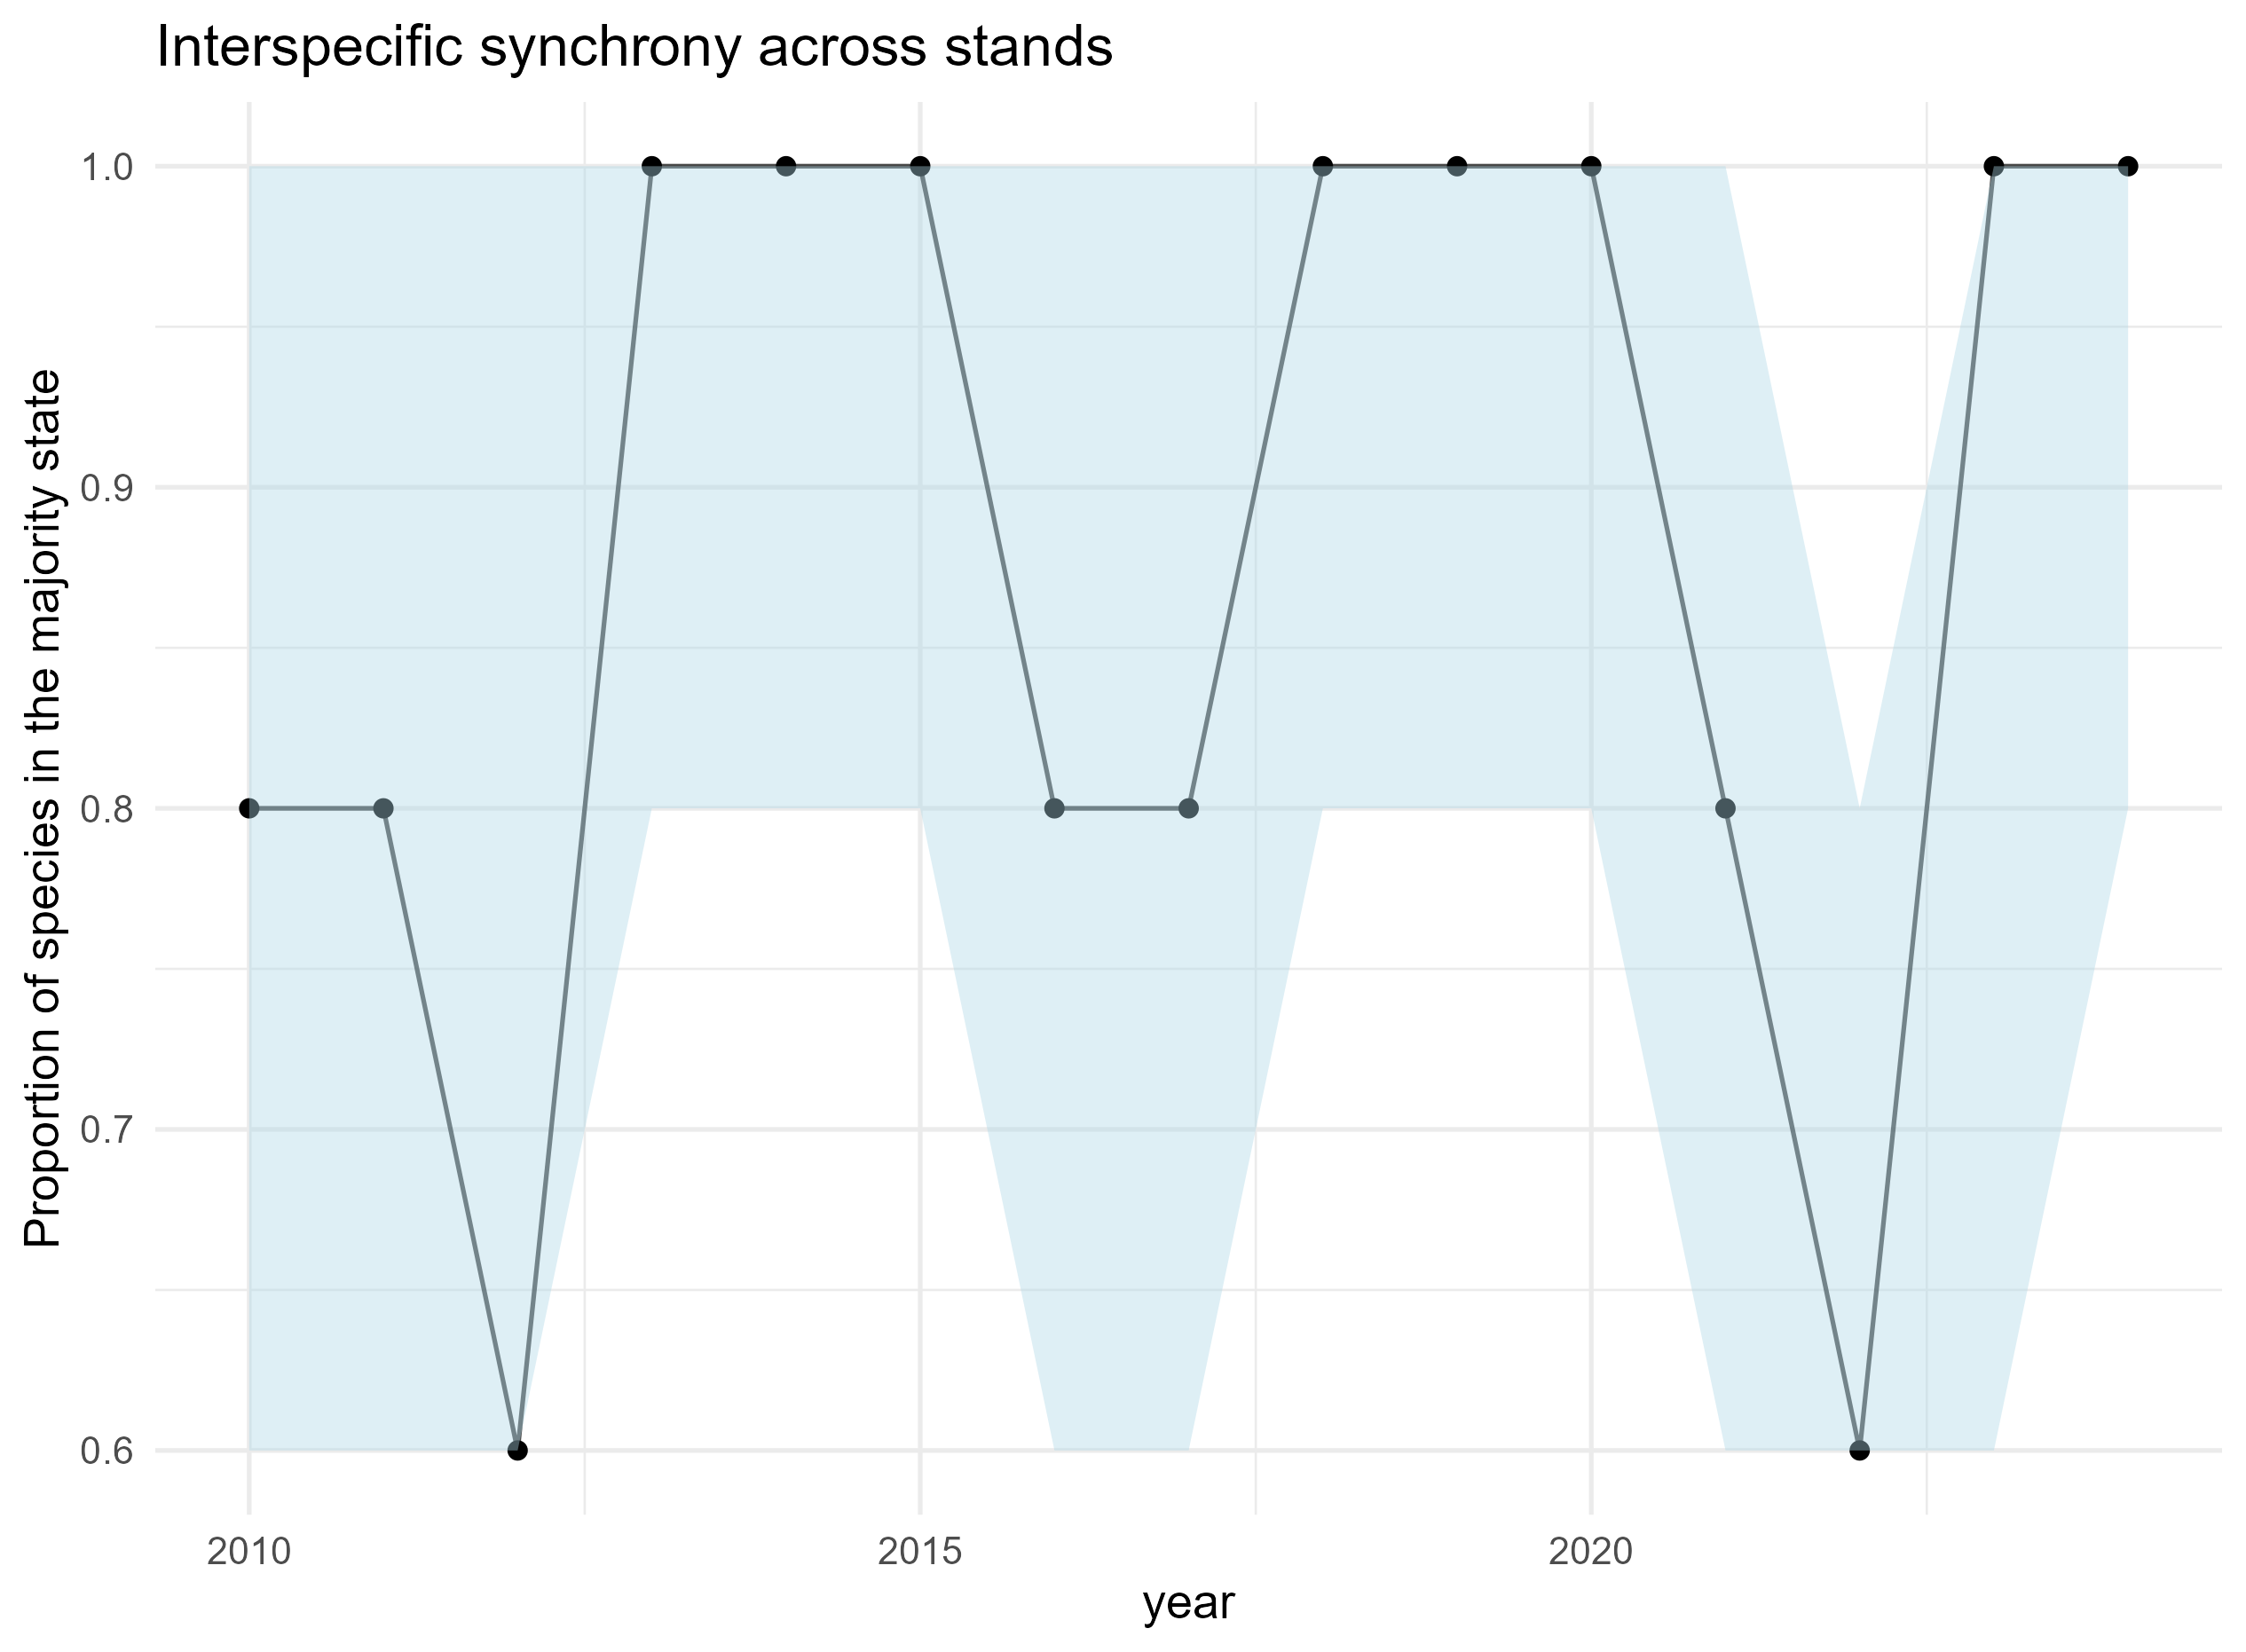 Interspecific synchrony across stands
Proportion of species in the majority state
1.0
0.9
0.8
0.7
0.6
2010
2015
2020
year